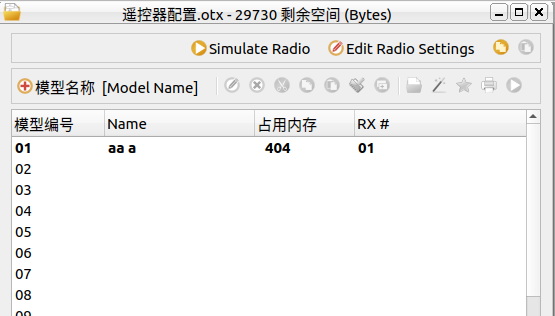 遥控器配置.otx - 29730 剩余空间 (Bytes)
Simulate Radio Edit Radio Settings
模型名称 [Model Name]
模型编号 Name 占用内存 RX #
01 aa a 404 01
02
03
04
05
06
07
08
09